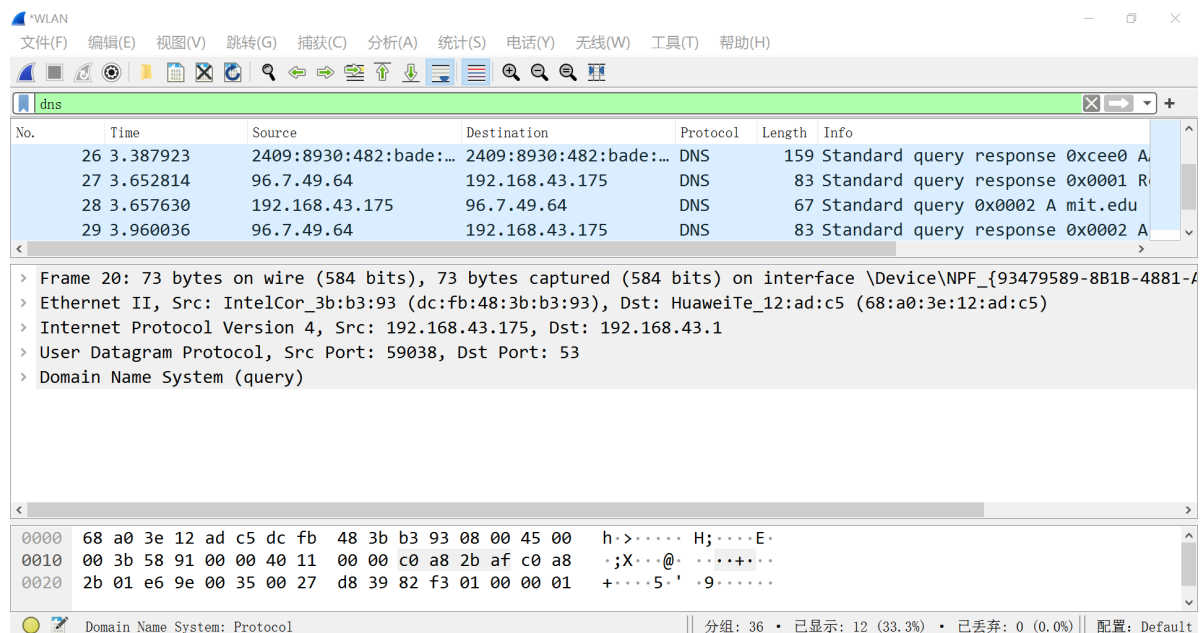 *WLAN
文件(F) 编辑(E) 视图(V) 跳转(G) 捕获(C) 分析(A) 统计(S) 电话(Y) 无线(W) 工具(T) 帮助(H)
dns
No. Time Source Destination Protocol Length Info
26 3.387923 2409:8930:482:bade:… 2409:8930:482:bade:… DNS 159 Standard query response 0xcee0
27 3.652814 96.7.49.64 192.168.43.175 DNS 83 Standard query response 0x0001
28 3.657630 192.168.43.175 96.7.49.64 DNS 67 Standard query 0x0002 A mit.edu
29 3.960036 96.7.49.64 192.168.43.175 DNS 83 Standard query response 0x0002 A
Frame 20: 73 bytes on wire (584 bits), 73 bytes captured (584 bits) on interface \Device\NPF_{93479589-8B1B-4881-A
Ethernet II, Src: IntelCor_3b:b3:93 (dc:fb:48:3b:b3:93), Dst: HuaweiTe_12:ad:c5 (68:a0:3e:12:ad:c5)
Internet Protocol Version 4, Src: 192.168.43.175, Dst: 192.168.43.1
User Datagram Protocol, Src Port: 59038, Dst Port: 53
Domain Name System (query)
0000 68 a0 3e 12 ad c5 dc fb 48 3b b3 93 08 00 45 00 h·>····· H;····E·
0010 00 3b 58 91 00 00 40 11 00 00 c0 a8 2b af c0 a8 ·;X···@· ····+···
0020 2b 01 e6 9e 00 35 00 27 d8 39 82 f3 01 00 00 01 +····5·' ·9······
Domain Name System: Protocol 分组: 36 · 已显示: 12 (33.3%) · 已丢弃: 0 (0.0%) 配置: Default